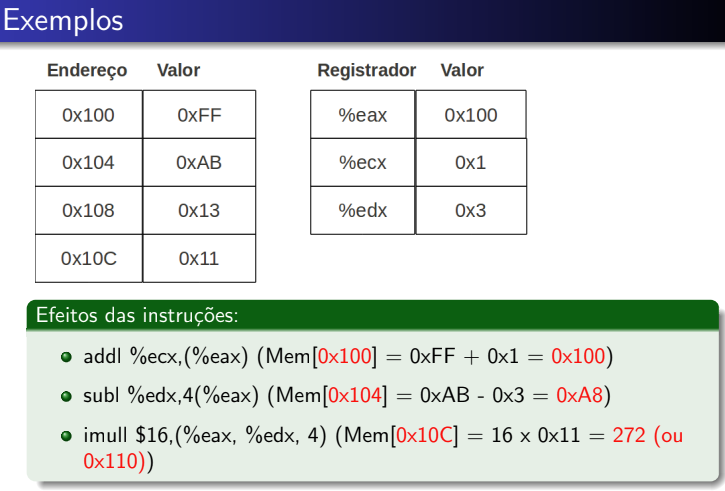 Exemplos
Endereço Valor Registrador Valor
0x100 0xFF %eax 0x100
0x104 0xAB %ecx 0x1
0x108 0x13 %edx 0x3
0x10C 0x11
Efeitos das instruções:
addl %ecx,(%eax) (Mem[0x100] = 0xFF + 0x1 = 0x100)
subl %edx,4(%eax) (Mem[0x104] = 0xAB - 0x3 = 0xA8)
imull $16,(%eax, %edx, 4) (Mem[0x10C] = 16 x 0x11 = 272 (ou
0x110))